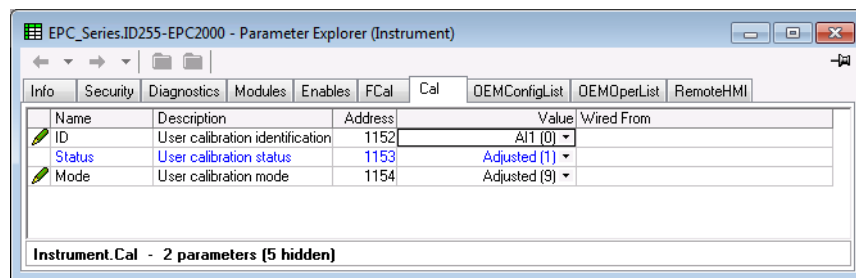 EPC_Series.ID255-EPC2000 - Parameter Explorer (Instrument)
Info Security Diagnostics Modules Enables FCal Cal OEMConfigList OEMOperList RemoteHMI
Name Description Address Value Wired From
ID User calibration identification 1152 AI1 (0)
Status User calibration status 1153 Adjusted (1)
Mode User calibration mode 1154 Adjusted (9)
Instrument.Cal - 2 parameters (5 hidden)